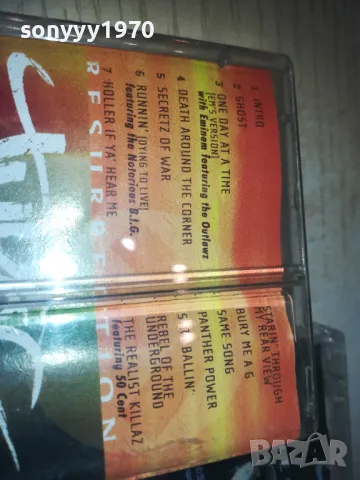 sonyyy1970
1 INTRO
2 GHOST
3 ONE DAY AT A TIME
[EM'S VERSION]
with Eminem featuring the Outlawz
4 DEATH AROUND THE CORNER
5 SECRETZ OF WAR
6 RUNNIN' [DYING TO LIVE]
featuring the Notorious B.I.G.
7 HOLLER IF YA' HEAR ME
STARIN' THROUGH
MY REAR VIEW
BURY ME A G
SAME SONG
PANTHER POWER
BALLIN'
REBEL OF THE
UNDERGROUND
THE REALIST KILLAZ
featuring 50 Cent
RESURRECTION
BAZAR